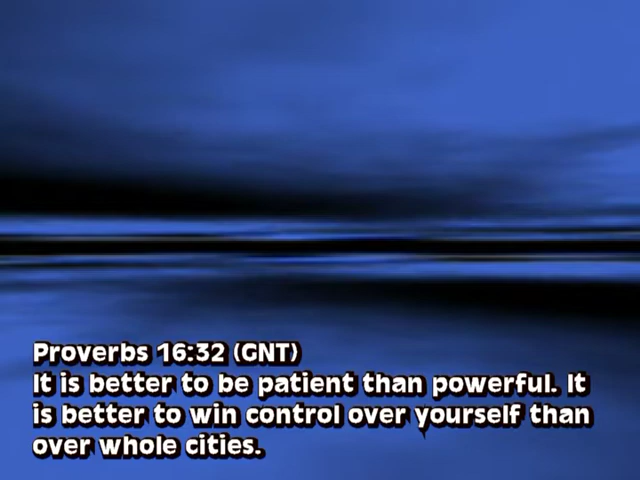 Proverbs 16:32 (GNT)
It is better to be patient than powerful. It
is better to win control over yourself than
over whole cities.